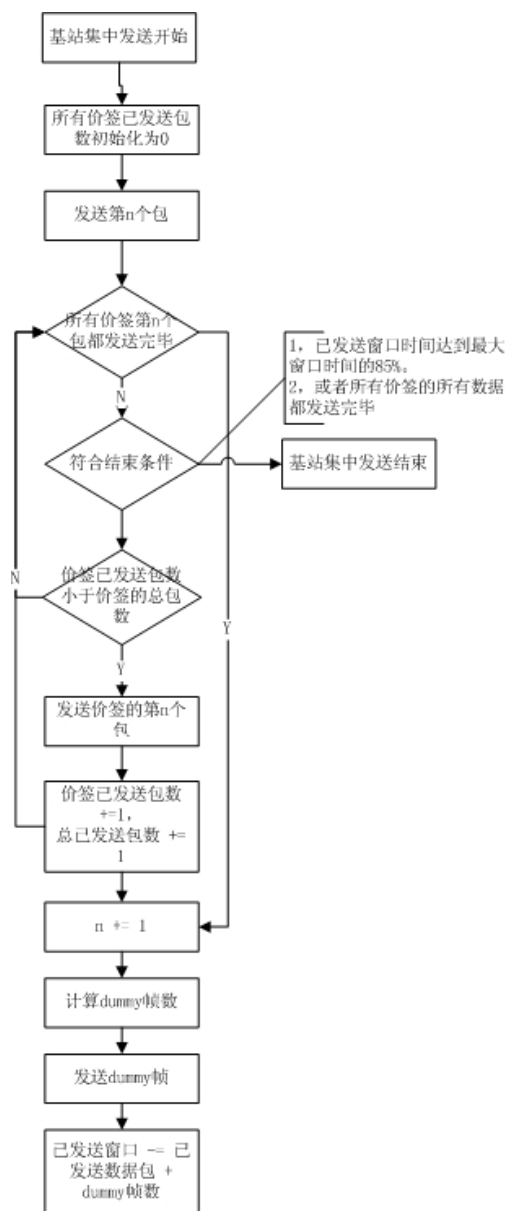 基站集中发送开始
所有价签已发送包
数初始化为0
发送第n个包
所有价签第n个
包都发送完毕
1，已发送窗口时间达到最大
窗口时间的85%。
2，或者所有价签的所有数据
都发送完毕
N
符合结束条件
基站集中发送结束
N
价签已发送包数
小于价签的总包
数
Y
Y
发送价签的第n个
包
价签已发送包数
+=1，
总已发送包数 +=
1
n += 1
计算dummy帧数
发送dummy帧
已发送窗口 -= 已
发送数据包 +
dummy帧数